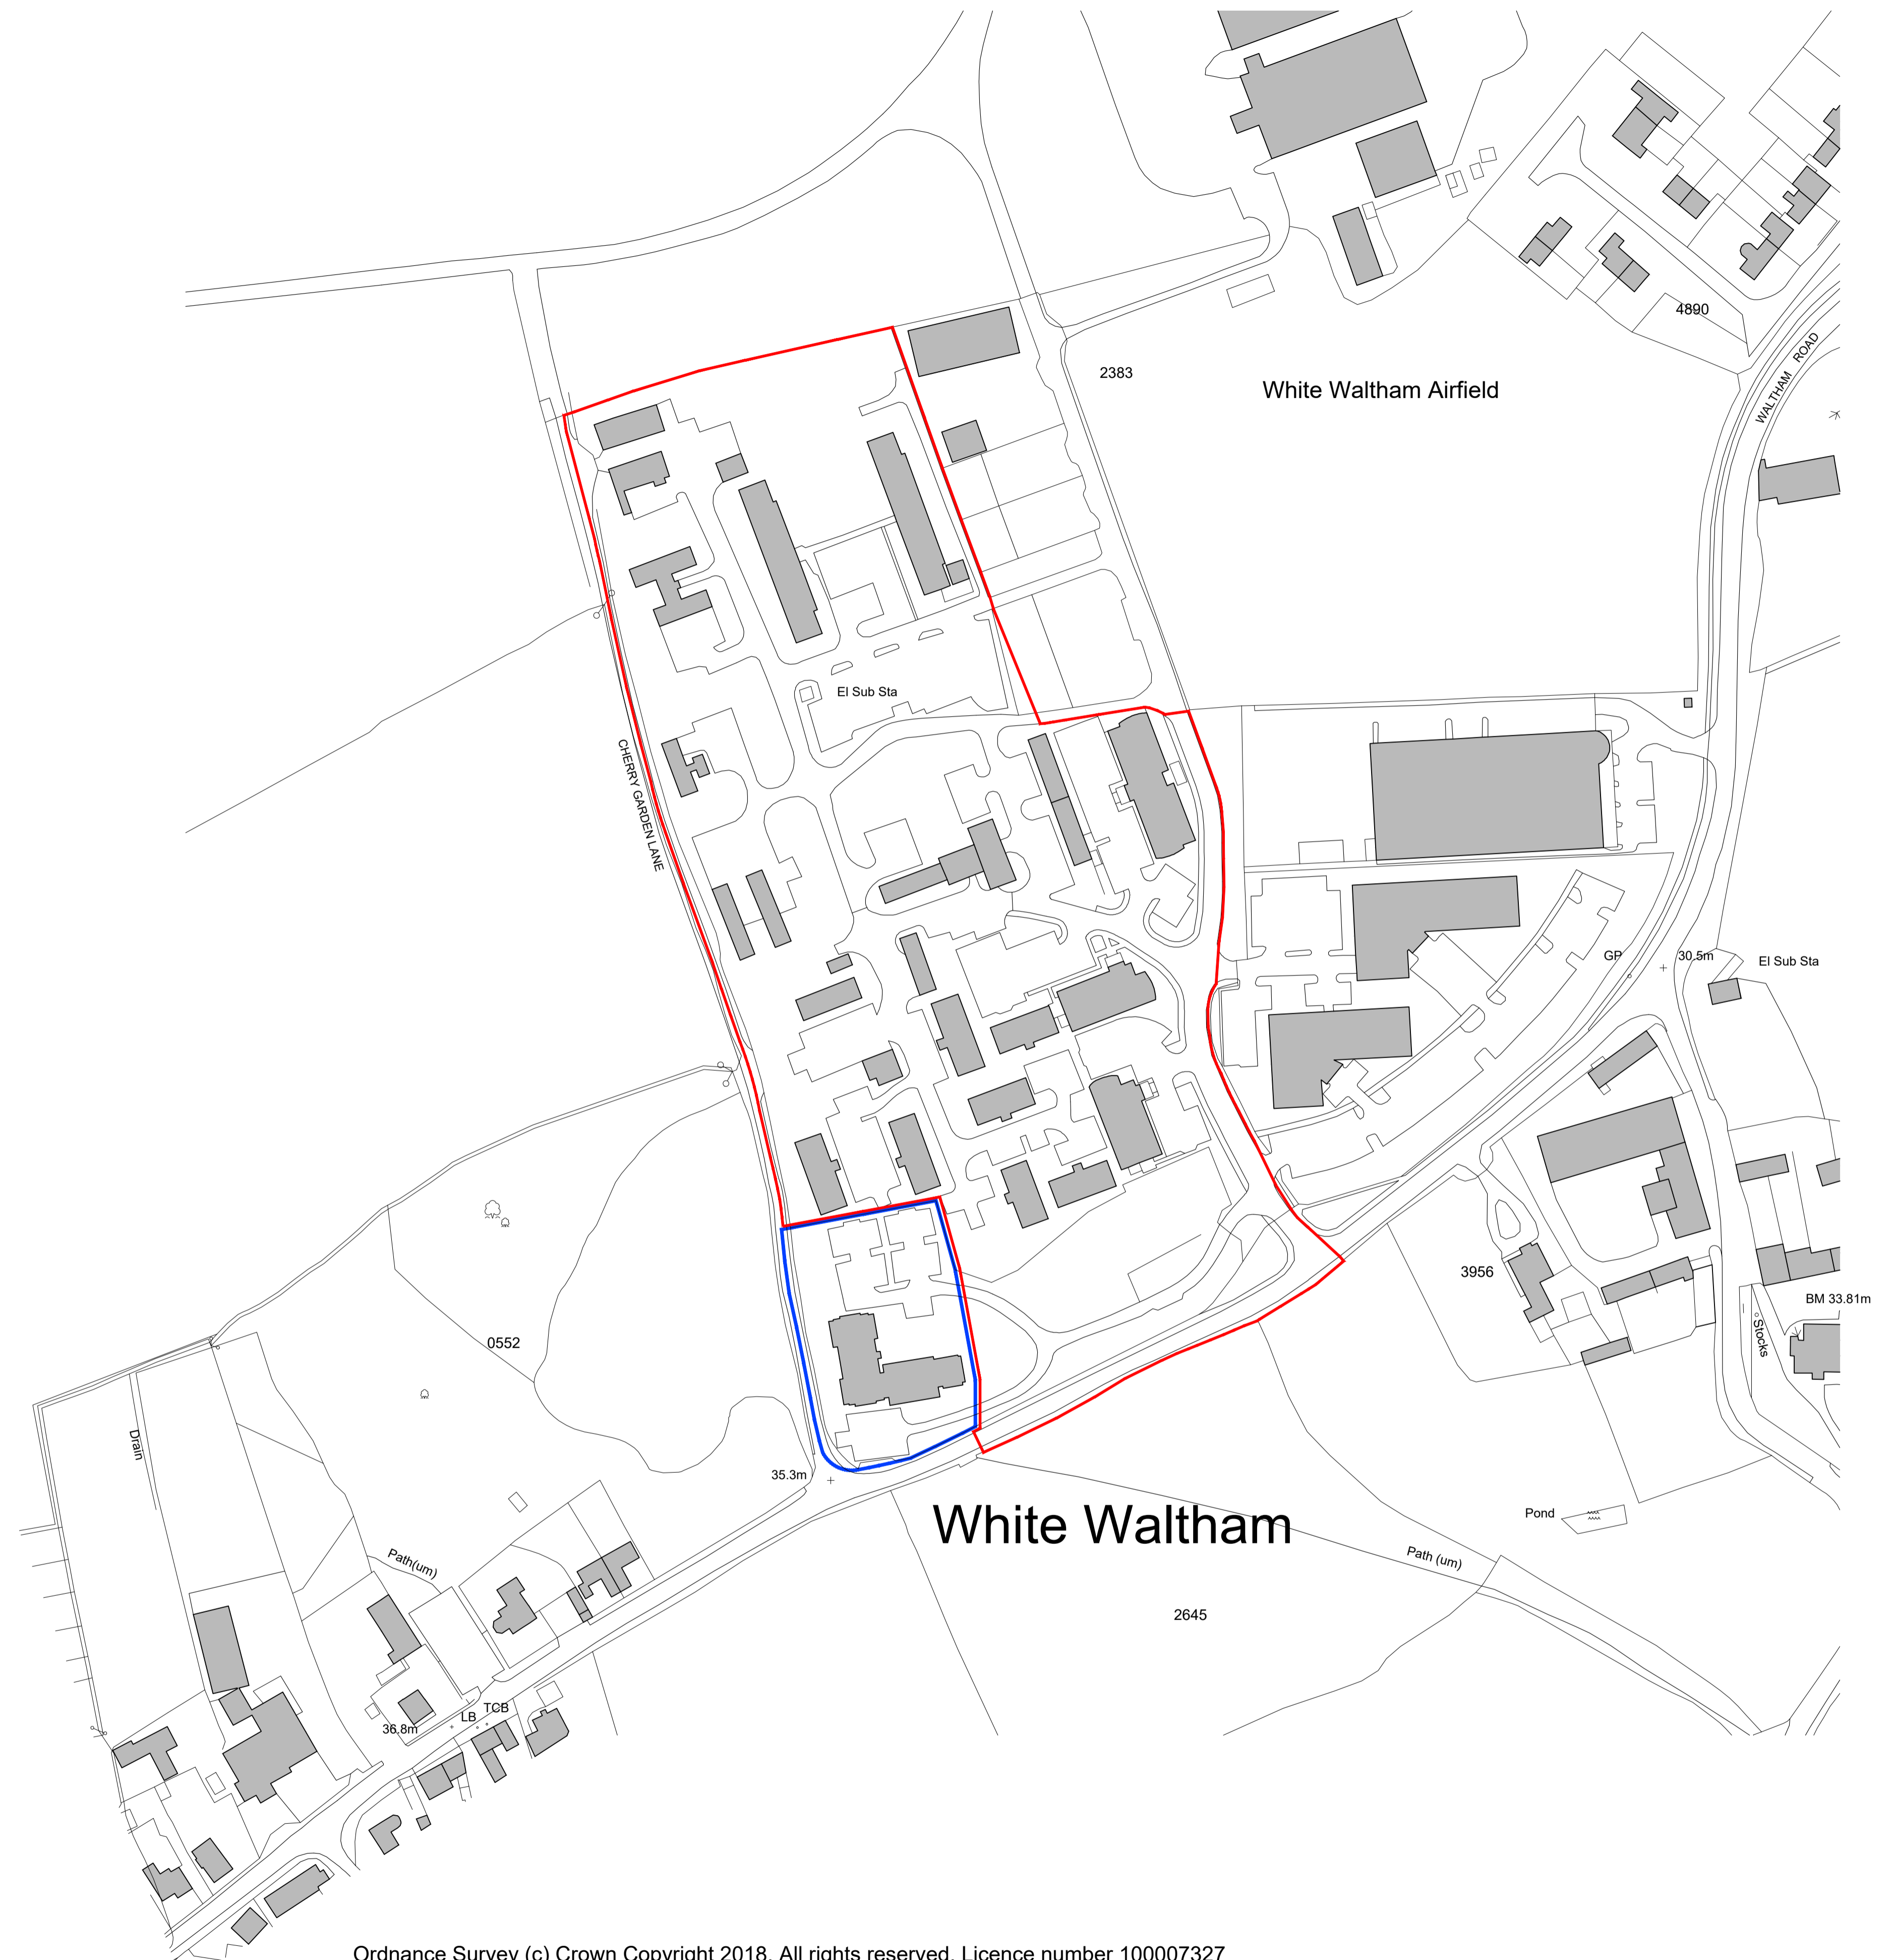 4890
WALTHAM ROAD
2383
White Waltham Airfield
El Sub Sta
CHERRY GARDEN LANE
GP
30.5m
El Sub Sta
3956
BM 33.81m
Stocks
0552
Drain
35.3m
White Waltham
Pond
Path(um)
Path (um)
2645
TCB
LB
36.8m
Ordnance Survey (c) Crown Copyright 2018. All rights reserved. Licence number 100007327